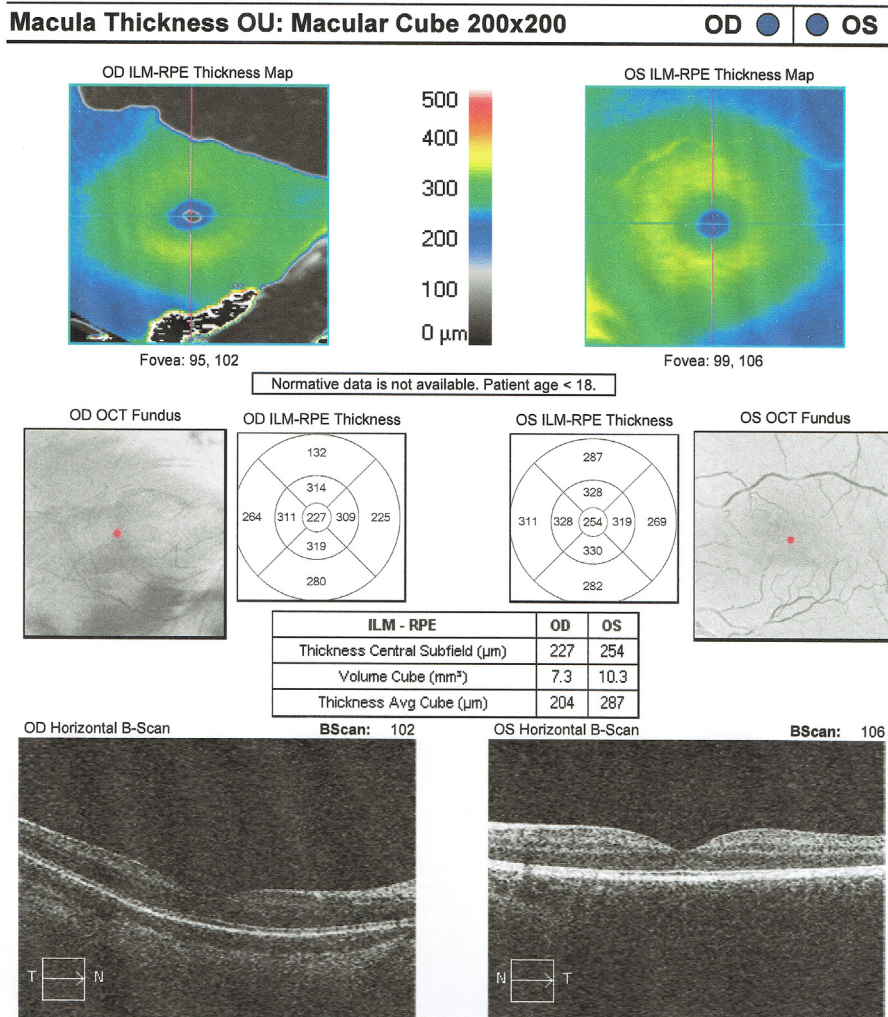 Macula Thickness OU: Macular Cube 200x200 OD OS
OD ILM-RPE Thickness Map
OS ILM-RPE Thickness Map
500
400
300
200
100
0 µm
Fovea: 95, 102
Fovea: 99, 106
Normative data is not available. Patient age < 18.
OD OCT Fundus
OD ILM-RPE Thickness
OS ILM-RPE Thickness
OS OCT Fundus
132
314
264 311 227 309 225
319
280
287
328
311 328 254 319 269
330
282
ILM - RPE OD OS
Thickness Central Subfield (µm) 227 254
Volume Cube (mm³) 7.3 10.3
Thickness Avg Cube (µm) 204 287
OD Horizontal B-Scan BScan: 102
OS Horizontal B-Scan BScan: 106
T N
N T